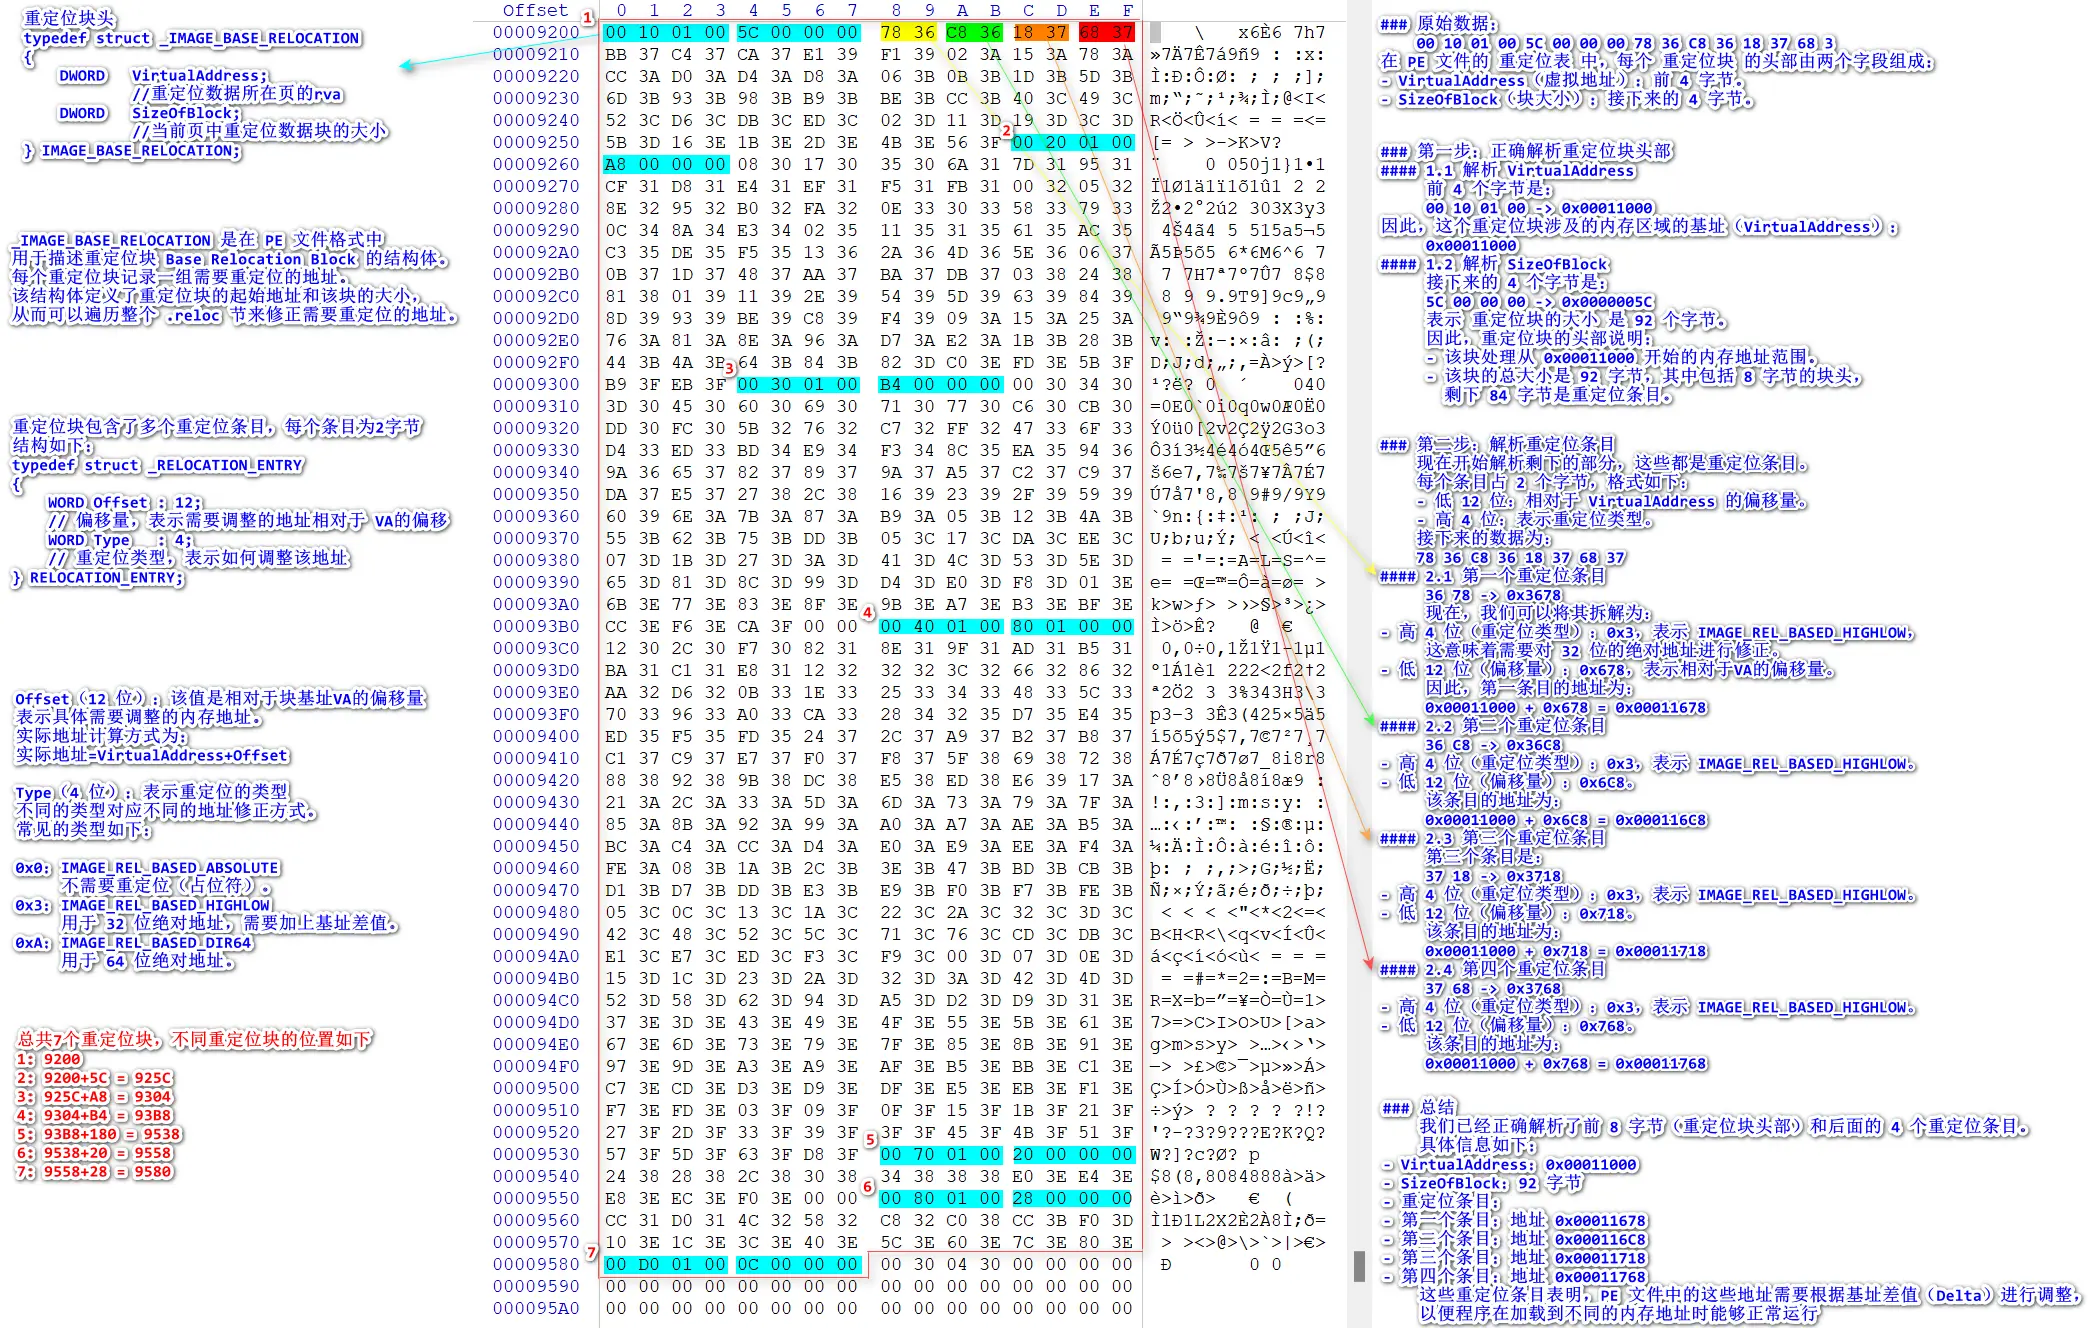 重定位块头
typedef struct _IMAGE_BASE_RELOCATION
{
DWORD VirtualAddress;
//重定位数据所在页的rva
DWORD SizeOfBlock;
//当前页中重定位数据块的大小
} IMAGE_BASE_RELOCATION;
_IMAGE_BASE_RELOCATION 是在 PE 文件格式中
用于描述重定位块 Base Relocation Block 的结构体。
每个重定位块记录一组需要重定位的地址。
该结构体定义了重定位块的起始地址和该块的大小，
从而可以遍历整个 .reloc 节来修正需要重定位的地址。
重定位块包含了多个重定位条目，每个条目为2字节
结构如下：
typedef struct _RELOCATION_ENTRY
{
WORD Offset : 12;
// 偏移量，表示需要调整的地址相对于 VA的偏移
WORD Type : 4;
// 重定位类型，表示如何调整该地址
} RELOCATION_ENTRY;
Offset（12 位）：该值是相对于块基址VA的偏移量
表示具体需要调整的内存地址。
实际地址计算方式为：
实际地址=VirtualAddress+Offset
Type（4 位）：表示重定位的类型
不同的类型对应不同的地址修正方式。
常见的类型如下：
0x0: IMAGE_REL_BASED_ABSOLUTE
不需要重定位（占位符）。
0x3: IMAGE_REL_BASED_HIGHLOW
用于 32 位绝对地址，需要加上基址差值。
0xA: IMAGE_REL_BASED_DIR64
用于 64 位绝对地址。
总共7个重定位块，不同重定位块的位置如下
1: 9200
2: 9200+5C = 925C
3: 925C+A8 = 9304
4: 9304+B4 = 93B8
5: 93B8+180 = 9538
6: 9538+20 = 9558
7: 9558+28 = 9580
Offset 0 1 2 3 4 5 6 7 8 9 A B C D E F
1
00009200 00 10 01 00 5C 00 00 00 78 36 C8 36 18 37 68 37 \ x6È6 7h7
00009210 BB 37 C4 37 CA 37 E1 39 F1 39 02 3A 15 3A 78 3A »7Ä7Ê7á9ñ9 : :x:
00009220 CC 3A D0 3A D4 3A D8 3A 06 3B 0B 3B 1D 3B 5D 3B Ì:Ð:Ô:Ø: ; ; ;];
00009230 6D 3B 93 3B 98 3B B9 3B BE 3B CC 3B 40 3C 49 3C m;“;˜;¹;¾;Ì;@<I<
00009240 52 3C D6 3C DB 3C ED 3C 02 3D 11 3D 19 3D 3C 3D R<Ö<Û<í< = = =<=
2
00009250 5B 3D 16 3E 1B 3E 2D 3E 4B 3E 56 3F 00 20 01 00 [= > >->K>V?
00009260 A8 00 00 00 08 30 17 30 35 30 6A 31 7D 31 95 31 ¨ 0 050j1}1•1
00009270 CF 31 D8 31 E4 31 EF 31 F5 31 FB 31 00 32 05 32 Ï1Ø1ä1ï1õ1û1 2 2
00009280 8E 32 95 32 B0 32 FA 32 0E 33 30 33 58 33 79 33 Ž2•2°2ú2 303X3y3
00009290 0C 34 8A 34 E3 34 02 35 11 35 31 35 61 35 AC 35 4Š4ã4 5 515a5¬5
000092A0 C3 35 DE 35 F5 35 13 36 2A 36 4D 36 5E 36 06 37 Ã5Þ5õ5 6*6M6^6 7
000092B0 0B 37 1D 37 48 37 AA 37 BA 37 DB 37 03 38 24 38 7 7H7ª7º7Û7 8$8
000092C0 81 38 01 39 11 39 2E 39 54 39 5D 39 63 39 84 39 8 9 9.9T9]9c9„9
000092D0 8D 39 93 39 BE 39 C8 39 F4 39 09 3A 15 3A 25 3A 9“9¾9È9ô9 : :%:
000092E0 76 3A 81 3A 8E 3A 96 3A D7 3A E2 3A 1B 3B 28 3B v: :Ž:–:×:â: ;(;
000092F0 44 3B 4A 3B 64 3B 84 3B 82 3D C0 3E FD 3E 5B 3F D;J;d;„;‚=À>ý>[?
3
00009300 B9 3F EB 3F 00 30 01 00 B4 00 00 00 00 30 34 30 ¹?ë? 0 ´ 040
00009310 3D 30 45 30 60 30 69 30 71 30 77 30 C6 30 CB 30 =0E0`0i0q0w0Æ0Ë0
00009320 DD 30 FC 30 5B 32 76 32 C7 32 FF 32 47 33 6F 33 Ý0ü0[2v2Ç2ÿ2G3o3
00009330 D4 33 ED 33 BD 34 E9 34 F3 34 8C 35 EA 35 94 36 Ô3í3½4é4ó4Œ5ê5”6
00009340 9A 36 65 37 82 37 89 37 9A 37 A5 37 C2 37 C9 37 š6e7‚7‰7š7¥7Â7É7
00009350 DA 37 E5 37 27 38 2C 38 16 39 23 39 2F 39 59 39 Ú7å7'8,8 9#9/9Y9
00009360 60 39 6E 3A 7B 3A 87 3A B9 3A 05 3B 12 3B 4A 3B `9n:{:‡:¹: ; ;J;
00009370 55 3B 62 3B 75 3B DD 3B 05 3C 17 3C DA 3C EE 3C U;b;u;Ý; < <Ú<î<
00009380 07 3D 1B 3D 27 3D 3A 3D 41 3D 4C 3D 53 3D 5E 3D = ='=:=A=L=S=^=
00009390 65 3D 81 3D 8C 3D 99 3D D4 3D E0 3D F8 3D 01 3E e= =Œ=™=Ô=à=ø= >
000093A0 6B 3E 77 3E 83 3E 8F 3E 9B 3E A7 3E B3 3E BF 3E k>w>ƒ> >›>§>³>¿>
4
000093B0 CC 3E F6 3E CA 3F 00 00 00 40 01 00 80 01 00 00 Ì>ö>Ê? @ €
000093C0 12 30 2C 30 F7 30 82 31 8E 31 9F 31 AD 31 B5 31 0,0÷0‚1Ž1Ÿ1-1µ1
000093D0 BA 31 C1 31 E8 31 12 32 32 32 3C 32 66 32 86 32 º1Á1è1 222<2f2†2
000093E0 AA 32 D6 32 0B 33 1E 33 25 33 34 33 48 33 5C 33 ª2Ö2 3 3%343H3\3
000093F0 70 33 96 33 A0 33 CA 33 28 34 32 35 D7 35 E4 35 p3–3 3Ê3(425×5ä5
00009400 ED 35 F5 35 FD 35 24 37 2C 37 A9 37 B2 37 B8 37 í5õ5ý5$7,7©7²7¸7
00009410 C1 37 C9 37 E7 37 F0 37 F8 37 5F 38 69 38 72 38 Á7É7ç7ð7ø7_8i8r8
00009420 88 38 92 38 9B 38 DC 38 E5 38 ED 38 E6 39 17 3A ˆ8’8›8Ü8å8í8æ9 :
00009430 21 3A 2C 3A 33 3A 5D 3A 6D 3A 73 3A 79 3A 7F 3A !:,:3:]:m:s:y: :
00009440 85 3A 8B 3A 92 3A 99 3A A0 3A A7 3A AE 3A B5 3A …:‹:’:™: :§:®:µ:
00009450 BC 3A C4 3A CC 3A D4 3A E0 3A E9 3A EE 3A F4 3A ¼:Ä:Ì:Ô:à:é:î:ô:
00009460 FE 3A 08 3B 1A 3B 2C 3B 3E 3B 47 3B BD 3B CB 3B þ: ; ;,;>;G;½;Ë;
00009470 D1 3B D7 3B DD 3B E3 3B E9 3B F0 3B F7 3B FE 3B Ñ;×;Ý;ã;é;ð;÷;þ;
00009480 05 3C 0C 3C 13 3C 1A 3C 22 3C 2A 3C 32 3C 3D 3C < < < <"<*<2<=<
00009490 42 3C 48 3C 52 3C 5C 3C 71 3C 76 3C CD 3C DB 3C B<H<R<\<q<v<Í<Û<
000094A0 E1 3C E7 3C ED 3C F3 3C F9 3C 00 3D 07 3D 0E 3D á<ç<í<ó<ù< = = =
000094B0 15 3D 1C 3D 23 3D 2A 3D 32 3D 3A 3D 42 3D 4D 3D = =#=*=2=:=B=M=
000094C0 52 3D 58 3D 62 3D 94 3D A5 3D D2 3D D9 3D 31 3E R=X=b=”=¥=Ò=Ù=1>
000094D0 37 3E 3D 3E 43 3E 49 3E 4F 3E 55 3E 5B 3E 61 3E 7>=>C>I>O>U>[>a>
000094E0 67 3E 6D 3E 73 3E 79 3E 7F 3E 85 3E 8B 3E 91 3E g>m>s>y> >…>‹>‘>
000094F0 97 3E 9D 3E A3 3E A9 3E AF 3E B5 3E BB 3E C1 3E —> >£>©>¯>µ>»>Á>
00009500 C7 3E CD 3E D3 3E D9 3E DF 3E E5 3E EB 3E F1 3E Ç>Í>Ó>Ù>ß>å>ë>ñ>
00009510 F7 3E FD 3E 03 3F 09 3F 0F 3F 15 3F 1B 3F 21 3F ÷>ý> ? ? ? ? ?!?
00009520 27 3F 2D 3F 33 3F 39 3F 3F 3F 45 3F 4B 3F 51 3F '?-?3?9???E?K?Q?
5
00009530 57 3F 5D 3F 63 3F D8 3F 00 70 01 00 20 00 00 00 W?]?c?Ø? p
00009540 24 38 28 38 2C 38 30 38 34 38 38 38 E0 3E E4 3E $8(8,8084888à>ä>
6
00009550 E8 3E EC 3E F0 3E 00 00 00 80 01 00 28 00 00 00 è>ì>ð> € (
00009560 CC 31 D0 31 4C 32 58 32 C8 32 C0 38 CC 3B F0 3D Ì1Ð1L2X2È2À8Ì;ð=
00009570 10 3E 1C 3E 3C 3E 40 3E 5C 3E 60 3E 7C 3E 80 3E > ><>@>\>`>|>€>
7
00009580 00 D0 01 00 0C 00 00 00 00 30 04 30 00 00 00 00 Ð 0 0
00009590 00 00 00 00 00 00 00 00 00 00 00 00 00 00 00 00
000095A0 00 00 00 00 00 00 00 00 00 00 00 00 00 00 00 00
### 原始数据：
00 10 01 00 5C 00 00 00 78 36 C8 36 18 37 68 3
在 PE 文件的 重定位表 中，每个 重定位块 的头部由两个字段组成：
- VirtualAddress（虚拟地址）：前 4 字节。
- SizeOfBlock（块大小）：接下来的 4 字节。
### 第一步：正确解析重定位块头部
#### 1.1 解析 VirtualAddress
前 4 个字节是：
00 10 01 00 -> 0x00011000
因此，这个重定位块涉及的内存区域的基址（VirtualAddress）：
0x00011000
#### 1.2 解析 SizeOfBlock
接下来的 4 个字节是：
5C 00 00 00 -> 0x0000005C
表示 重定位块的大小 是 92 个字节。
因此，重定位块的头部说明：
- 该块处理从 0x00011000 开始的内存地址范围。
- 该块的总大小是 92 字节，其中包括 8 字节的块头，
剩下 84 字节是重定位条目。
### 第二步：解析重定位条目
现在开始解析剩下的部分，这些都是重定位条目。
每个条目占 2 个字节，格式如下：
- 低 12 位：相对于 VirtualAddress 的偏移量。
- 高 4 位：表示重定位类型。
接下来的数据为：
78 36 C8 36 18 37 68 37
#### 2.1 第一个重定位条目
36 78 -> 0x3678
现在，我们可以将其拆解为：
- 高 4 位（重定位类型）：0x3，表示 IMAGE_REL_BASED_HIGHLOW，
这意味着需要对 32 位的绝对地址进行修正。
- 低 12 位（偏移量）：0x678，表示相对于VA的偏移量。
因此，第一条目的地址为：
0x00011000 + 0x678 = 0x00011678
#### 2.2 第二个重定位条目
36 C8 -> 0x36C8
- 高 4 位（重定位类型）：0x3，表示 IMAGE_REL_BASED_HIGHLOW。
- 低 12 位（偏移量）：0x6C8。
该条目的地址为：
0x00011000 + 0x6C8 = 0x000116C8
#### 2.3 第三个重定位条目
第三个条目是：
37 18 -> 0x3718
- 高 4 位（重定位类型）：0x3，表示 IMAGE_REL_BASED_HIGHLOW。
- 低 12 位（偏移量）：0x718。
该条目的地址为：
0x00011000 + 0x718 = 0x00011718
#### 2.4 第四个重定位条目
37 68 -> 0x3768
- 高 4 位（重定位类型）：0x3，表示 IMAGE_REL_BASED_HIGHLOW。
- 低 12 位（偏移量）：0x768。
该条目的地址为：
0x00011000 + 0x768 = 0x00011768
### 总结
我们已经正确解析了前 8 字节（重定位块头部）和后面的 4 个重定位条目。
具体信息如下：
- VirtualAddress：0x00011000
- SizeOfBlock：92 字节
- 重定位条目：
- 第一个条目：地址 0x00011678
- 第二个条目：地址 0x000116C8
- 第三个条目：地址 0x00011718
- 第四个条目：地址 0x00011768
这些重定位条目表明，PE 文件中的这些地址需要根据基址差值（Delta）进行调整，
以便程序在加载到不同的内存地址时能够正常运行